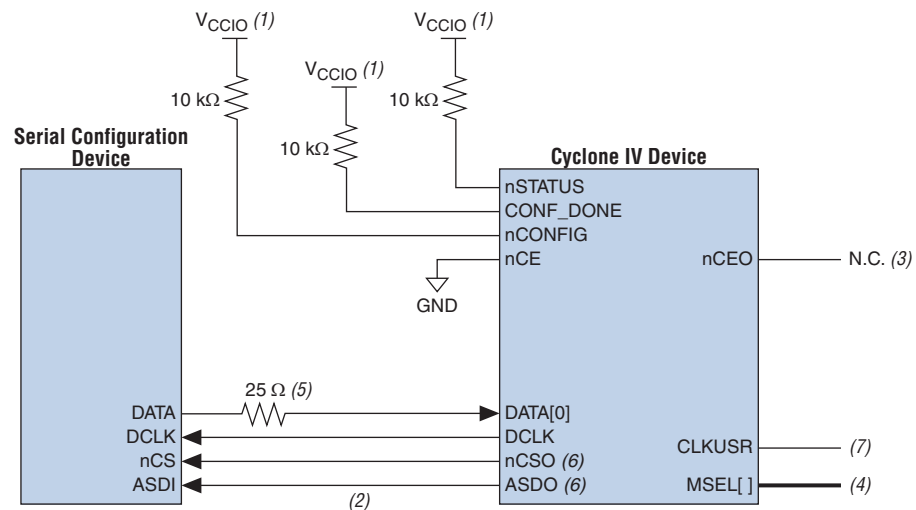 VCCIO (1)
VCCIO (1)
VCCIO (1)
10 kΩ
10 kΩ
10 kΩ
Serial Configuration
Device
Cyclone IV Device
nSTATUS
CONF_DONE
nCONFIG
nCE
nCEO
N.C. (3)
GND
25 Ω (5)
DATA
DATA[0]
DCLK
DCLK
nCS
nCSO (6)
CLKUSR
(7)
ASDI
(2)
ASDO (6)
MSEL[ ]
(4)